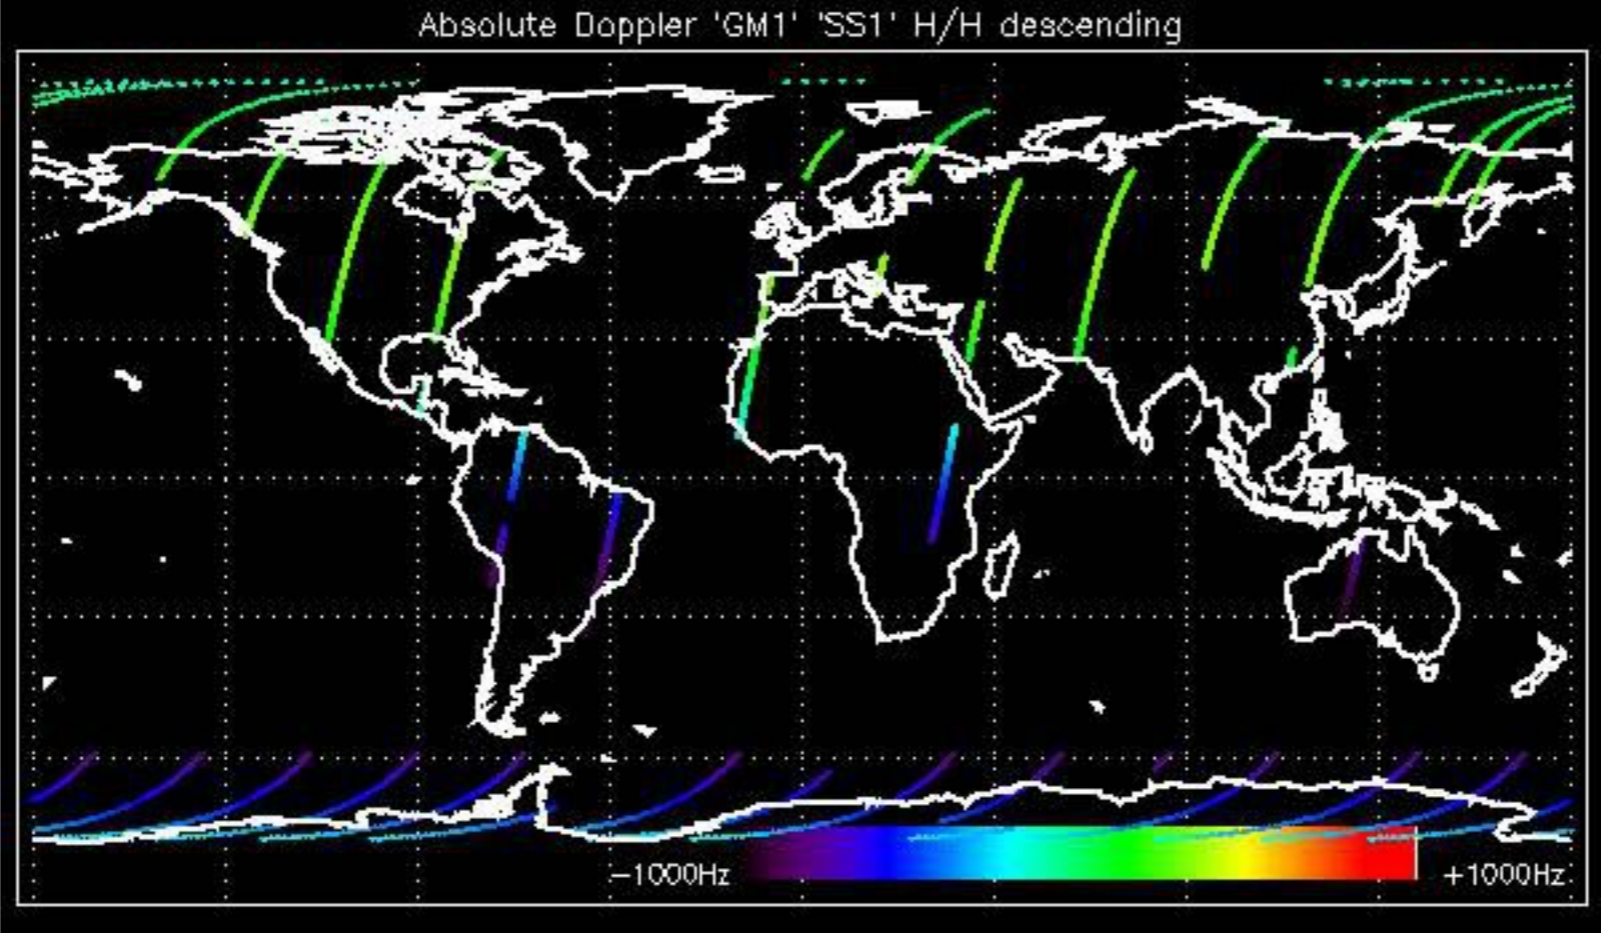 Absolute Doppler 'GM1' 'SS1' H/H descending
-1000Hz +1000Hz